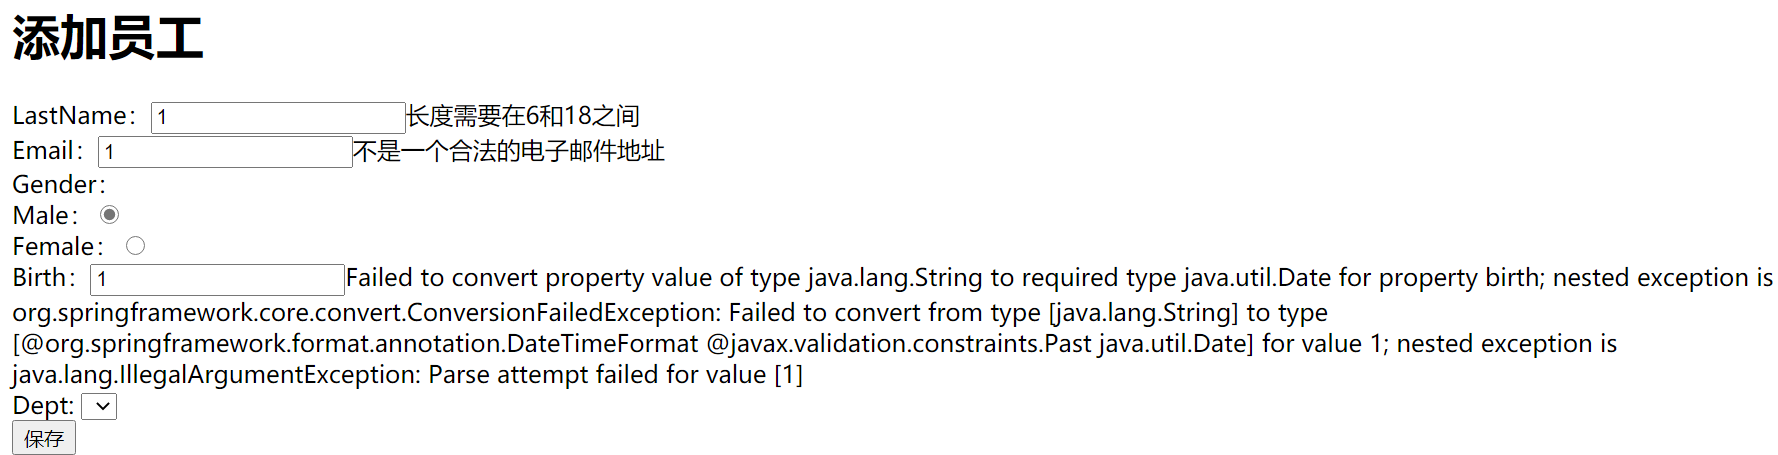 添加员工
LastName：1长度需要在6和18之间
Email：1不是一个合法的电子邮件地址
Gender：
Male：
Female：
Birth：1Failed to convert property value of type java.lang.String to required type java.util.Date for property birth; nested exception is
org.springframework.core.convert.ConversionFailedException: Failed to convert from type [java.lang.String] to type
[@org.springframework.format.annotation.DateTimeFormat @javax.validation.constraints.Past java.util.Date] for value 1; nested exception is
java.lang.IllegalArgumentException: Parse attempt failed for value [1]
Dept:
保存